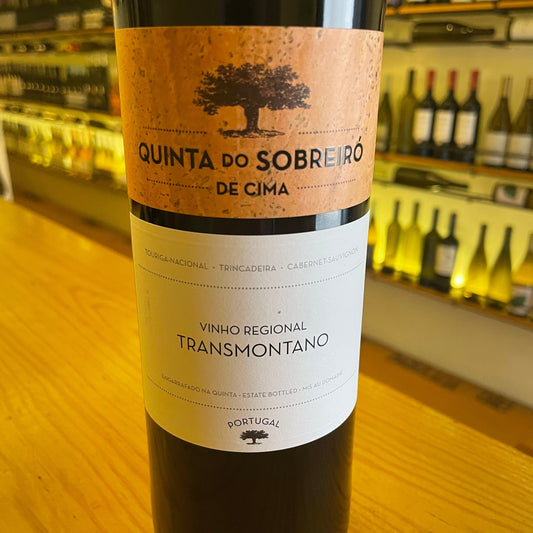 QUINTA DO SOBREIRÓ
DE CIMA
TOURIGA-NACIONAL • TRINCADEIRA • CABERNET-SAUVIGNON
VINHO REGIONAL
TRANSMONTANO
ENGARRAFADO NA QUINTA • ESTATE BOTTLED • MIS AU DOMAINE
PORTUGAL